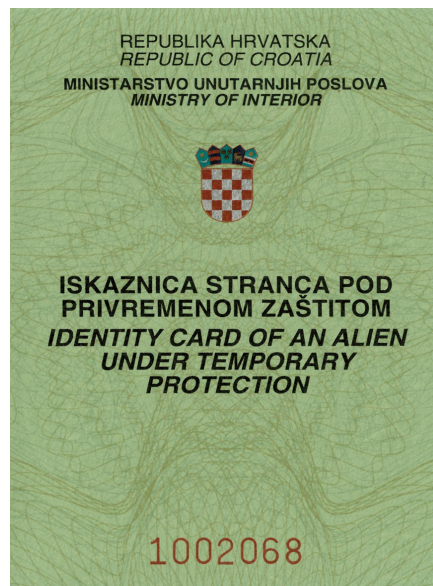 REPUBLIKA HRVATSKA
REPUBLIC OF CROATIA
MINISTARSTVO UNUTARNJIH POSLOVA
MINISTRY OF INTERIOR
ISKAZNICA STRANCA POD
PRIVREMENOM ZAŠTITOM
IDENTITY CARD OF AN ALIEN
UNDER TEMPORARY
PROTECTION
1002068